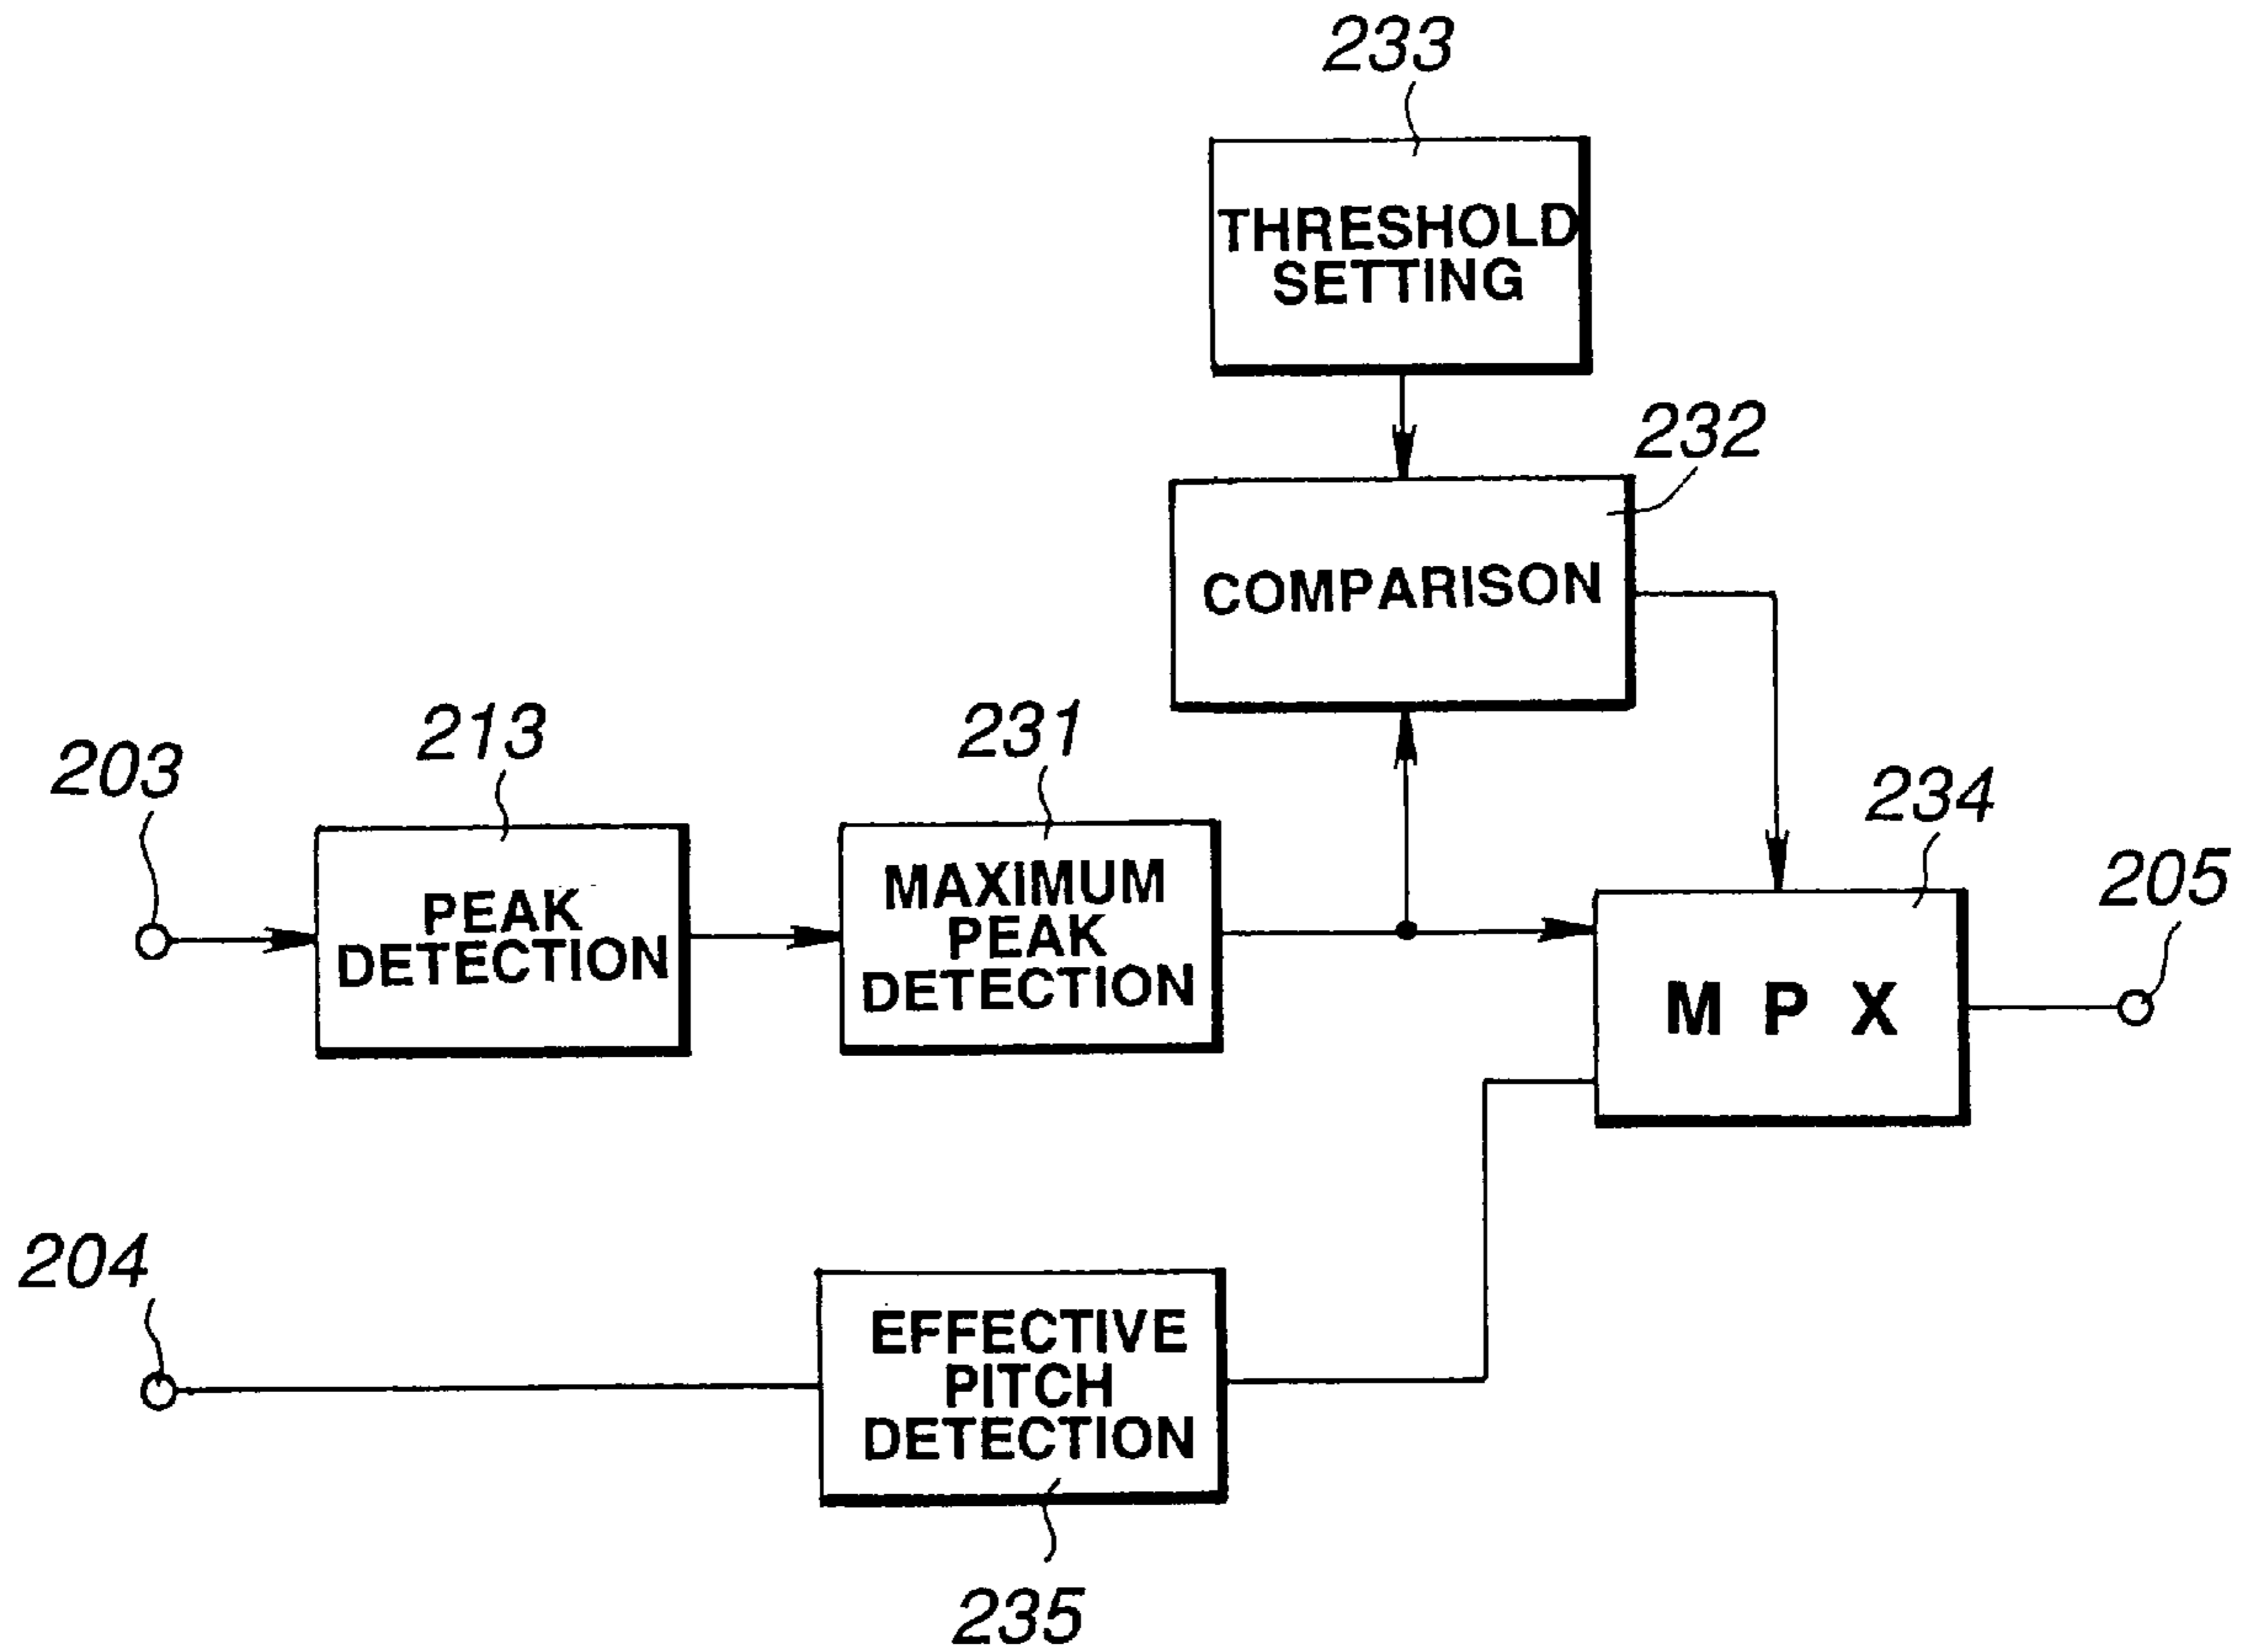 233
THRESHOLD
SETTING
232
COMPARISON
213
231
203
234
205
PEAK
DETECTION
MAXIMUM
PEAK
DETECTION
M P X
204
EFFECTIVE
PITCH
DETECTION
235